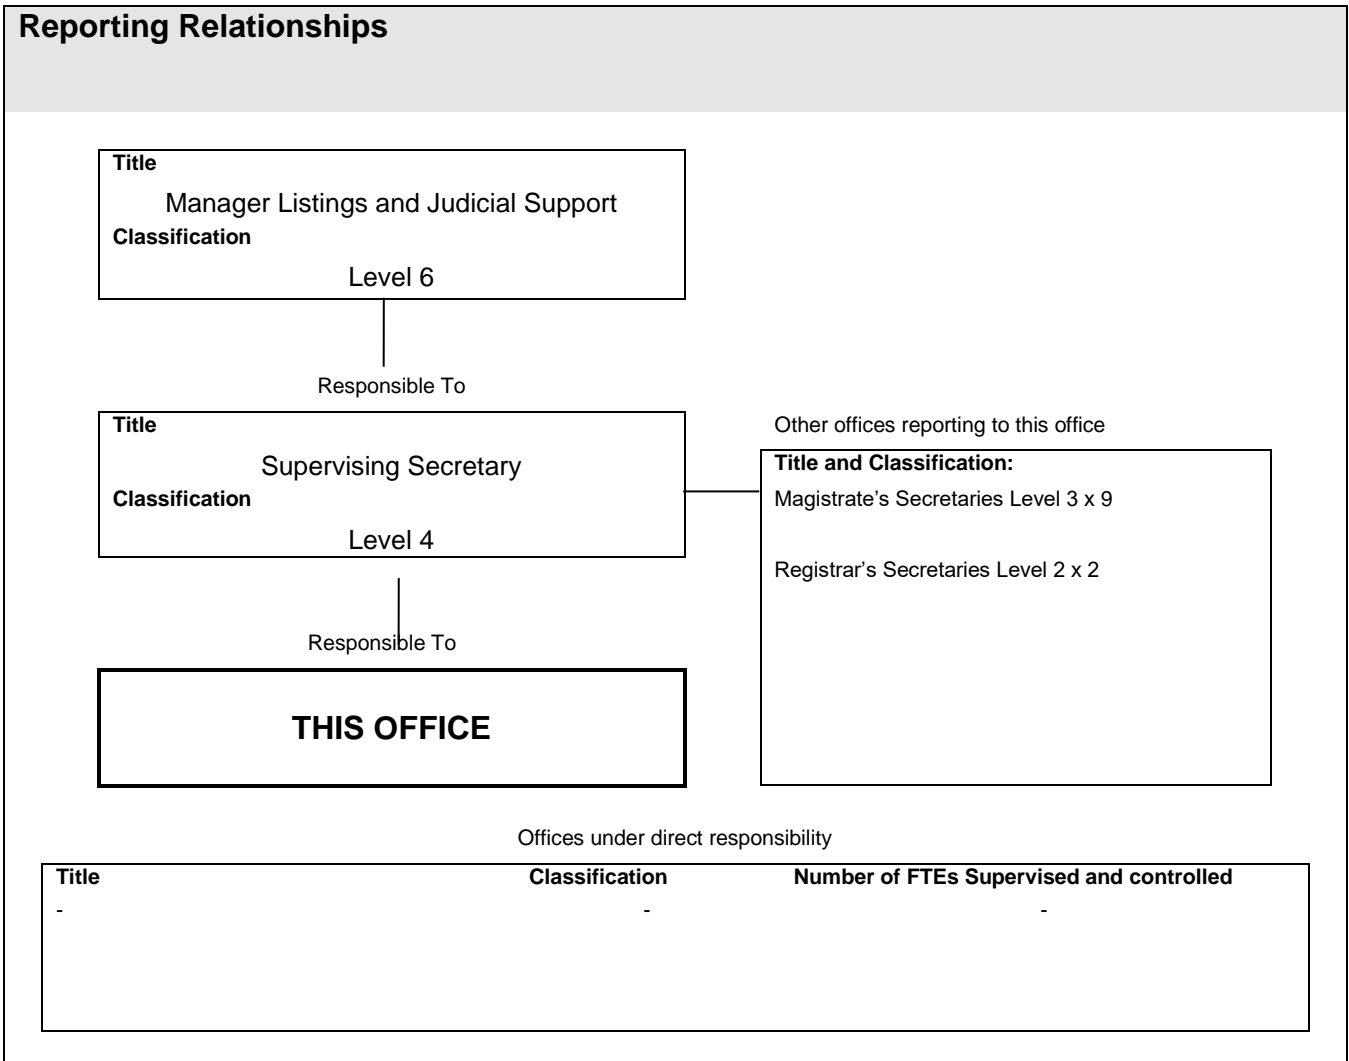 Reporting Relationships
Title
Manager Listings and Judicial Support
Classification
Level 6
Responsible To
Title
Supervising Secretary
Classification
Level 4
Other offices reporting to this office
Title and Classification:
Magistrate’s Secretaries Level 3 x 9
Registrar’s Secretaries Level 2 x 2
Responsible To
THIS OFFICE
Offices under direct responsibility
Title Classification Number of FTEs Supervised and controlled
- - -